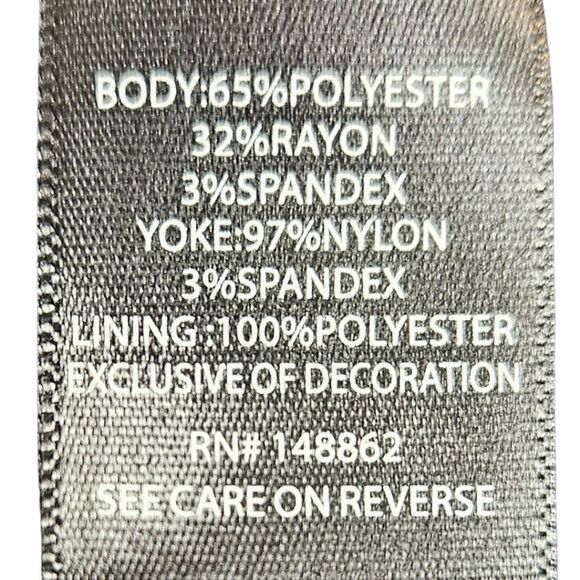 BODY:65%POLYESTER
32%RAYON
3%SPANDEX
YOKE:97%NYLON
3%SPANDEX
LINING:100%POLYESTER
EXCLUSIVE OF DECORATION
RN# 148862
SEE CARE ON REVERSE